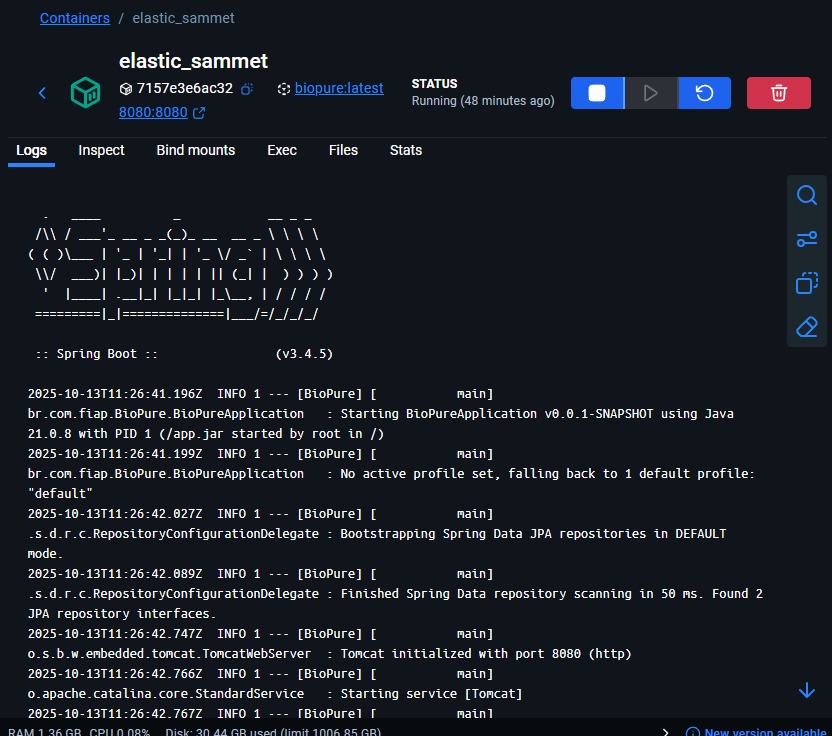 Containers / elastic_sammet
elastic_sammet
7157e3e6ac32 biopure:latest
8080:8080
STATUS
Running (48 minutes ago)
Logs Inspect Bind mounts Exec Files Stats
  .   ____          _            __ _ _
 /\\ / ___'_ __ _ _(_)_ __  __ _ \ \ \ \
( ( )\___ | '_ | '_| | '_ \/ _` | \ \ \ \
 \\/  ___)| |_)| | | | | || (_| |  ) ) ) )
  '  |____| .__|_| |_|_| |_\__, | / / / /
 =========|_|==============|___/=/_/_/_/
 :: Spring Boot ::                (v3.4.5)
2025-10-13T11:26:41.196Z  INFO 1 --- [BioPure] [           main]
br.com.fiap.BioPure.BioPureApplication   : Starting BioPureApplication v0.0.1-SNAPSHOT using Java
21.0.8 with PID 1 (/app.jar started by root in /)
2025-10-13T11:26:41.199Z  INFO 1 --- [BioPure] [           main]
br.com.fiap.BioPure.BioPureApplication   : No active profile set, falling back to 1 default profile:
"default"
2025-10-13T11:26:42.027Z  INFO 1 --- [BioPure] [           main]
.s.d.r.c.RepositoryConfigurationDelegate : Bootstrapping Spring Data JPA repositories in DEFAULT
mode.
2025-10-13T11:26:42.089Z  INFO 1 --- [BioPure] [           main]
.s.d.r.c.RepositoryConfigurationDelegate : Finished Spring Data repository scanning in 50 ms. Found 2
JPA repository interfaces.
2025-10-13T11:26:42.747Z  INFO 1 --- [BioPure] [           main]
o.s.b.w.embedded.tomcat.TomcatWebServer  : Tomcat initialized with port 8080 (http)
2025-10-13T11:26:42.766Z  INFO 1 --- [BioPure] [           main]
o.apache.catalina.core.StandardService   : Starting service [Tomcat]
2025-10-13T11:26:42.767Z  INFO 1 --- [BioPure] [           main]
RAM 1.36 GB  CPU 0.08%  Disk: 30.44 GB used (limit 1006.85 GB) > New version available